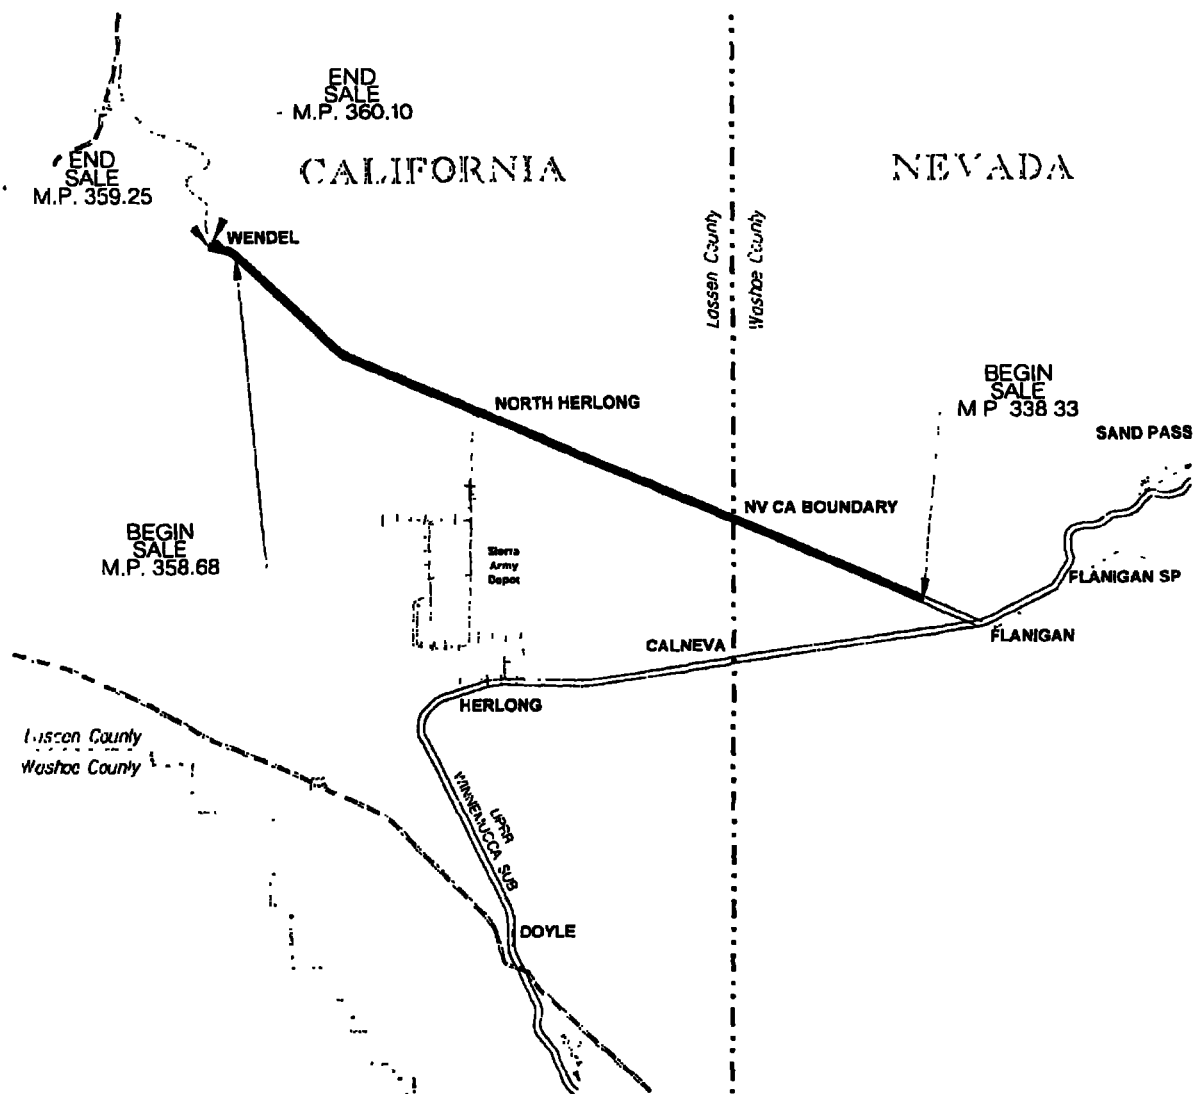 END
SALE
M.P. 360.10
END
SALE
M.P. 359.25
CALIFORNIA
NEVADA
WENDEL
Lassen County
Washoe County
BEGIN
SALE
M P 338 33
NORTH HERLONG
SAND PASS
NV CA BOUNDARY
BEGIN
SALE
M.P. 358.68
Sierra
Army
Depot
FLANIGAN SP
CALNEVA
FLANIGAN
HERLONG
Lassen County
Washoe County
UPRR
WINNEMUCCA SUB
DOYLE